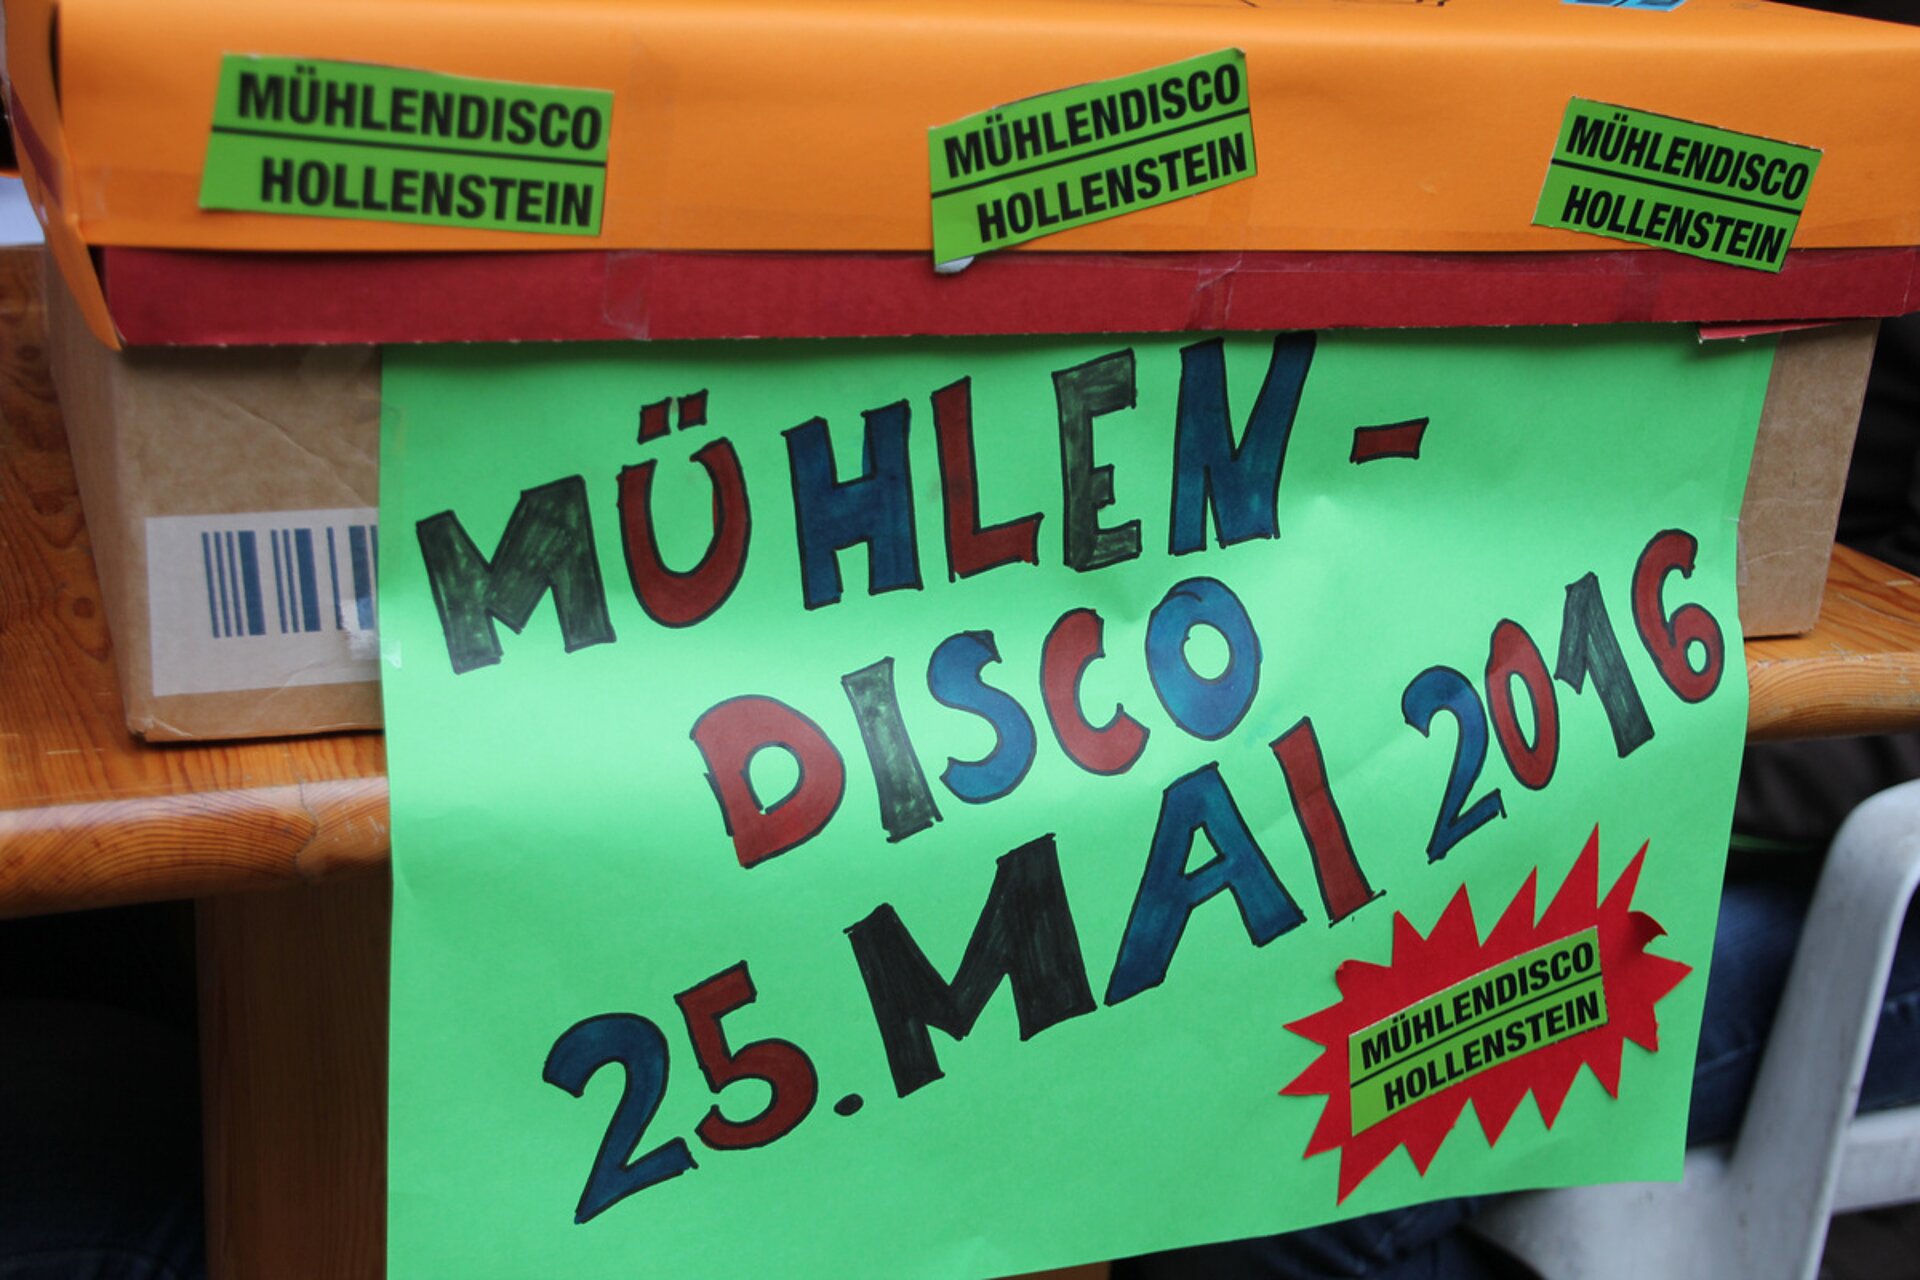 MÜHLENDISCO
HOLLENSTEIN
MÜHLENDISCO
HOLLENSTEIN
MÜHLENDISCO
HOLLENSTEIN
MÜHLEN-
DISCO
25. MAI 2016
MÜHLENDISCO
HOLLENSTEIN